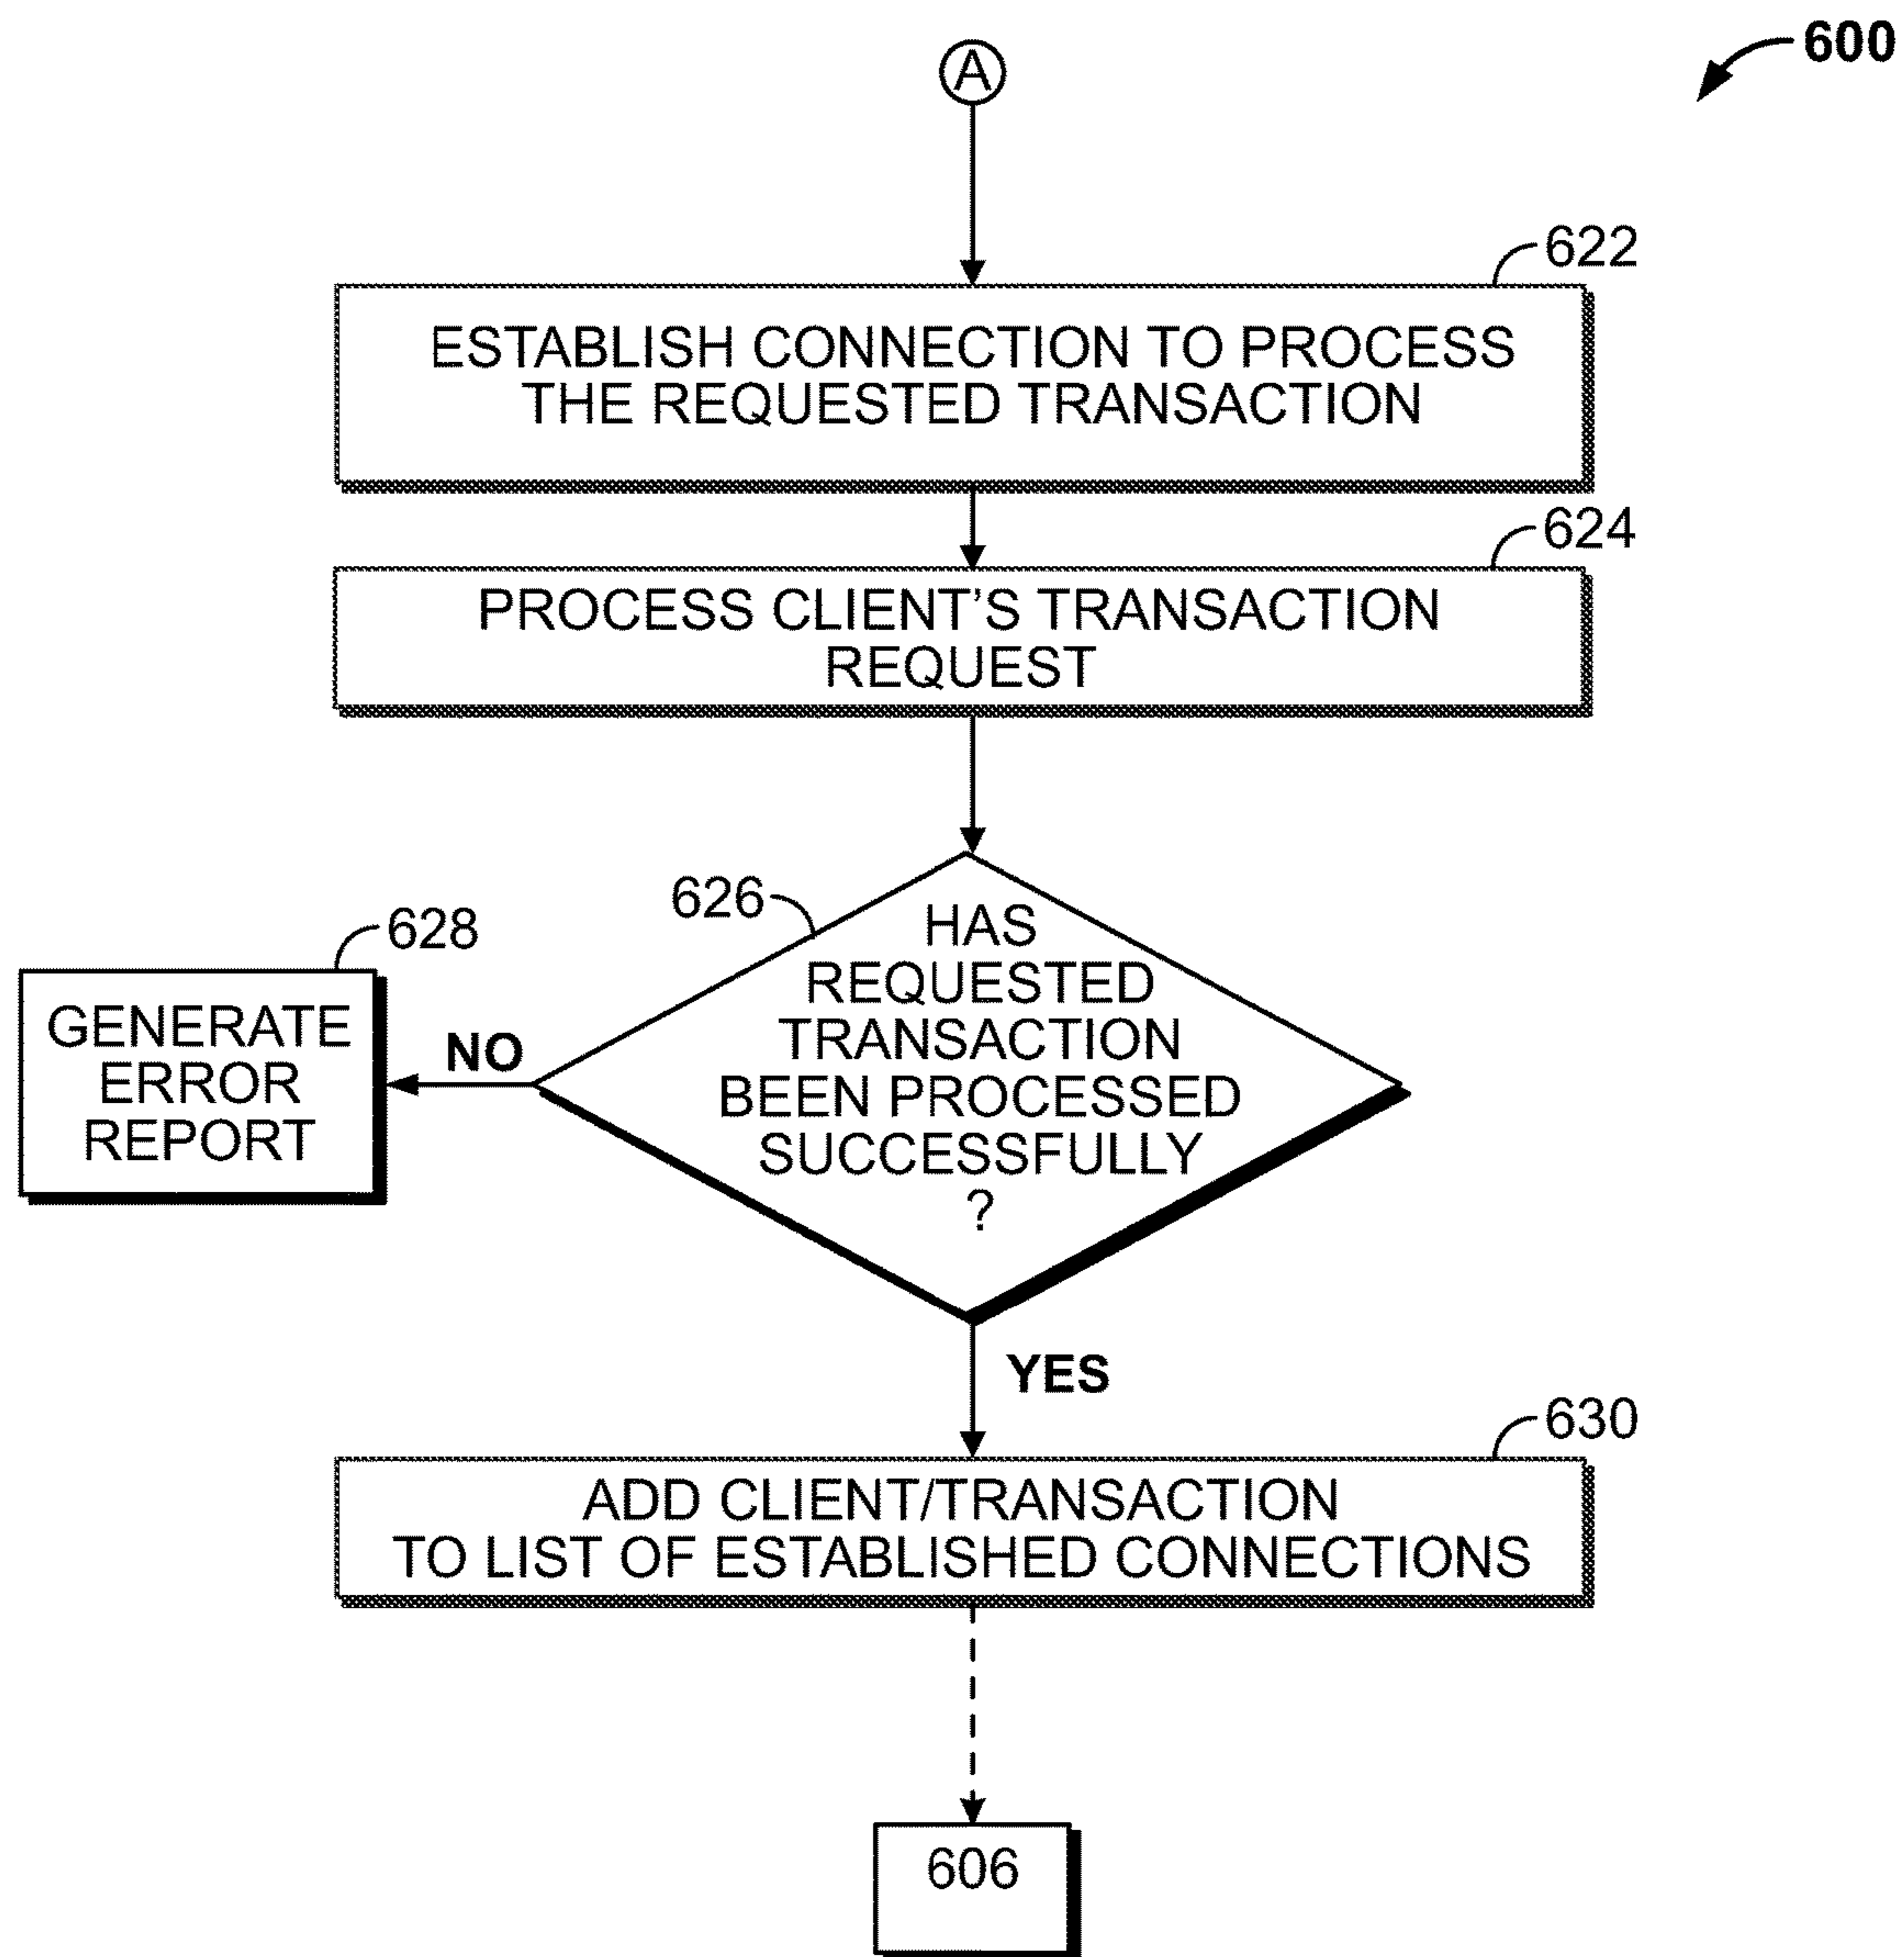 600
A
622
ESTABLISH CONNECTION TO PROCESS
THE REQUESTED TRANSACTION
624
PROCESS CLIENT'S TRANSACTION
REQUEST
626
HAS
REQUESTED
TRANSACTION
BEEN PROCESSED
SUCCESSFULLY
?
628
GENERATE
ERROR
REPORT
NO
YES
630
ADD CLIENT/TRANSACTION
TO LIST OF ESTABLISHED CONNECTIONS
606